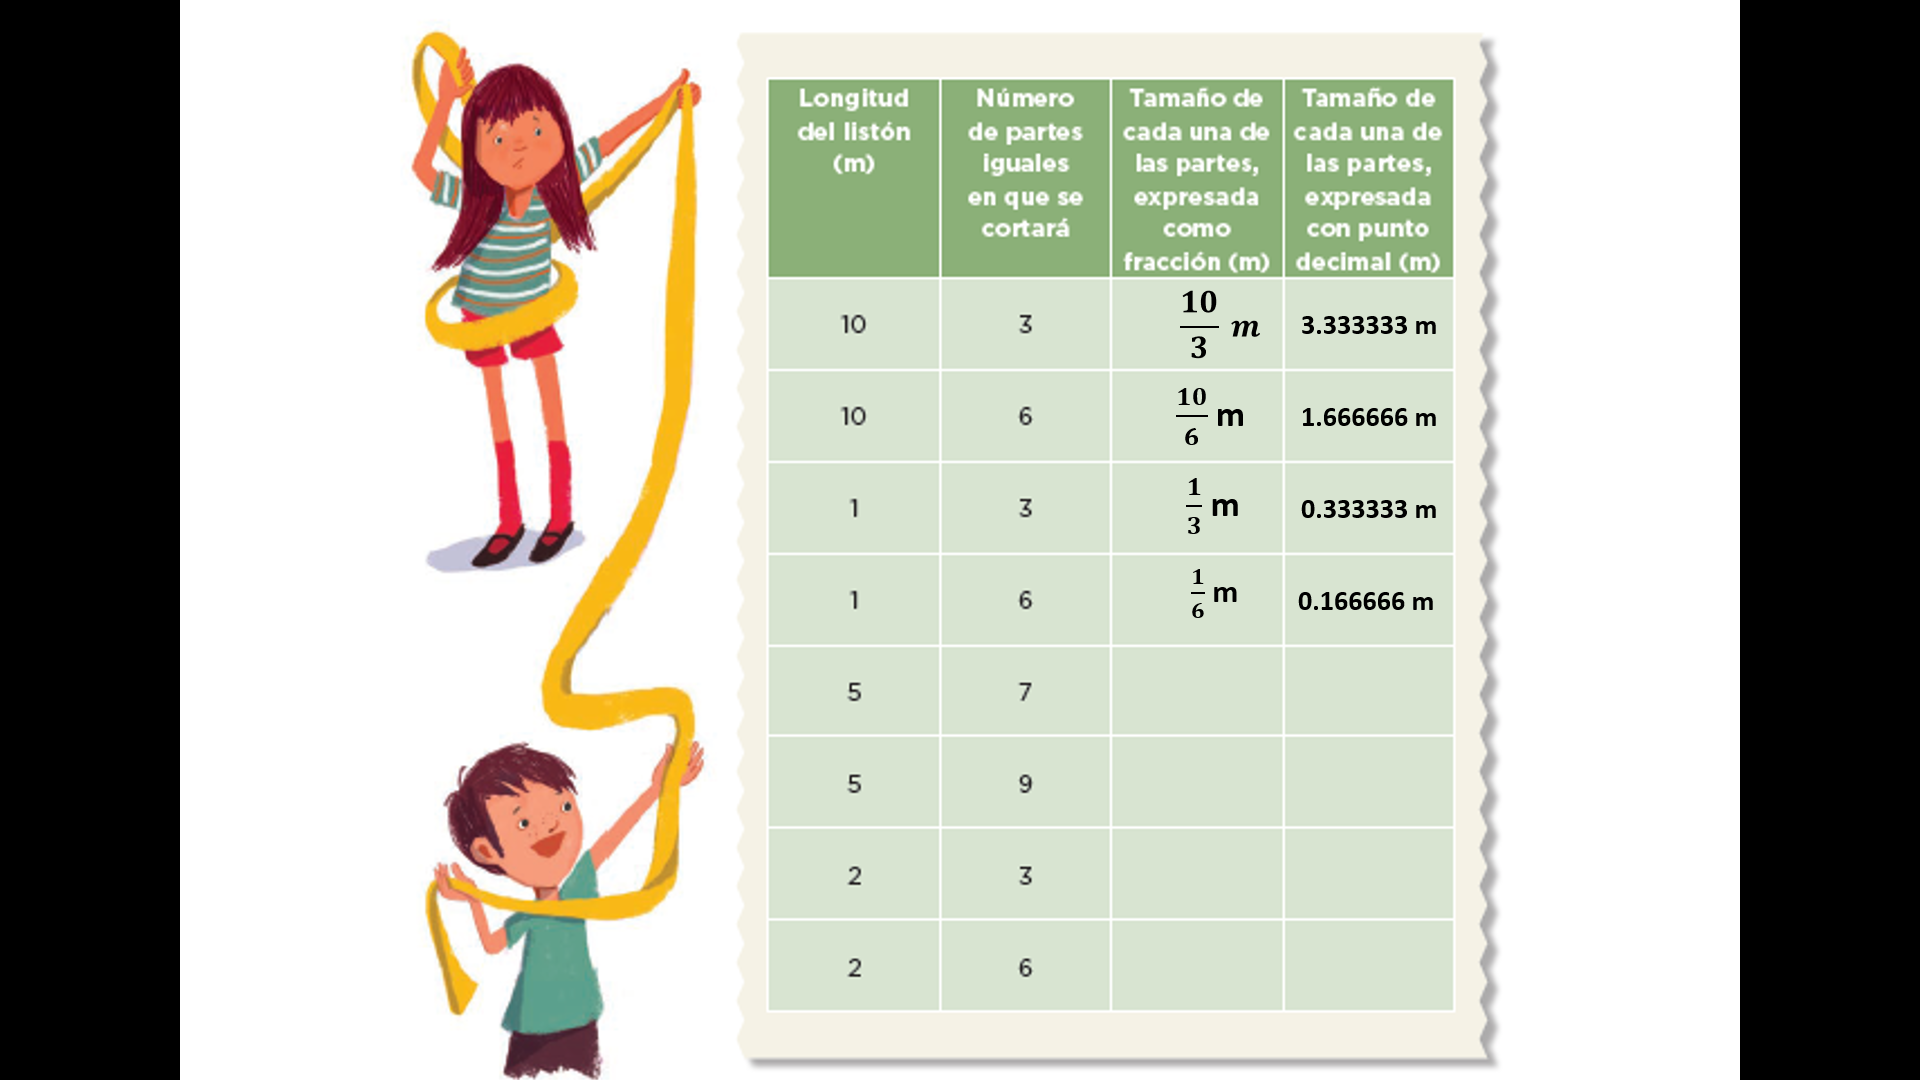 Longitud
del listón
(m)
Número
de partes
iguales
en que se
cortará
Tamaño de
cada una de
las partes,
expresada
como
fracción (m)
Tamaño de
cada una de
las partes,
expresada
con punto
decimal (m)
10 3 10/3 m 3.333333 m
10 6 10/6 m 1.666666 m
1 3 1/3 m 0.333333 m
1 6 1/6 m 0.166666 m
5 7
5 9
2 3
2 6